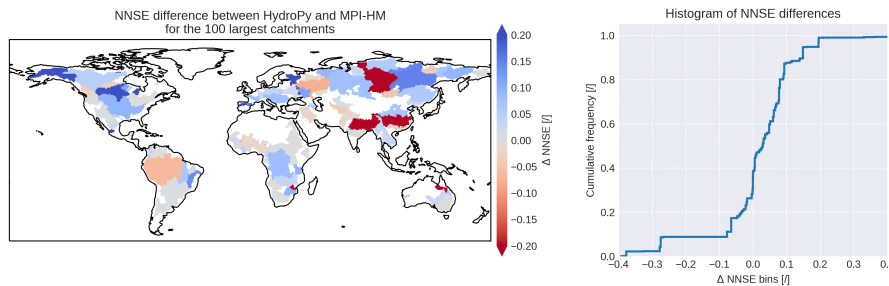 NNSE difference between HydroPy and MPI-HM
for the 100 largest catchments
0.20
0.15
0.10
0.05
0.00
−0.05
−0.10
−0.15
−0.20
Δ NNSE [/]
Histogram of NNSE differences
Cumulative frequency [/]
1.0
0.8
0.6
0.4
0.2
0.0
−0.4 −0.3 −0.2 −0.1 0.0 0.1 0.2 0.3
Δ NNSE bins [/]